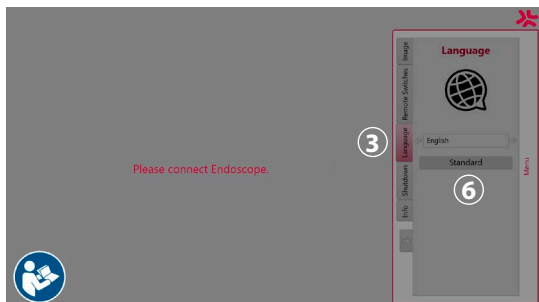 Please connect Endoscope.
Image
Remote Switches
Language
Shutdown
Info
Language
English
Standard
Menu
3
6